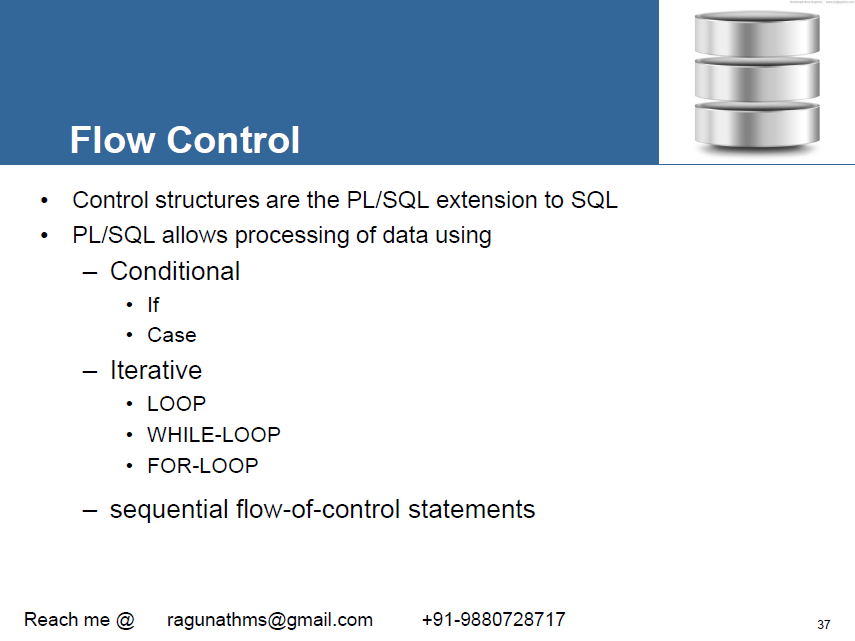 Flow Control
• Control structures are the PL/SQL extension to SQL
• PL/SQL allows processing of data using
– Conditional
• If
• Case
– Iterative
• LOOP
• WHILE-LOOP
• FOR-LOOP
– sequential flow-of-control statements
Reach me @ ragunathms@gmail.com +91-9880728717
37